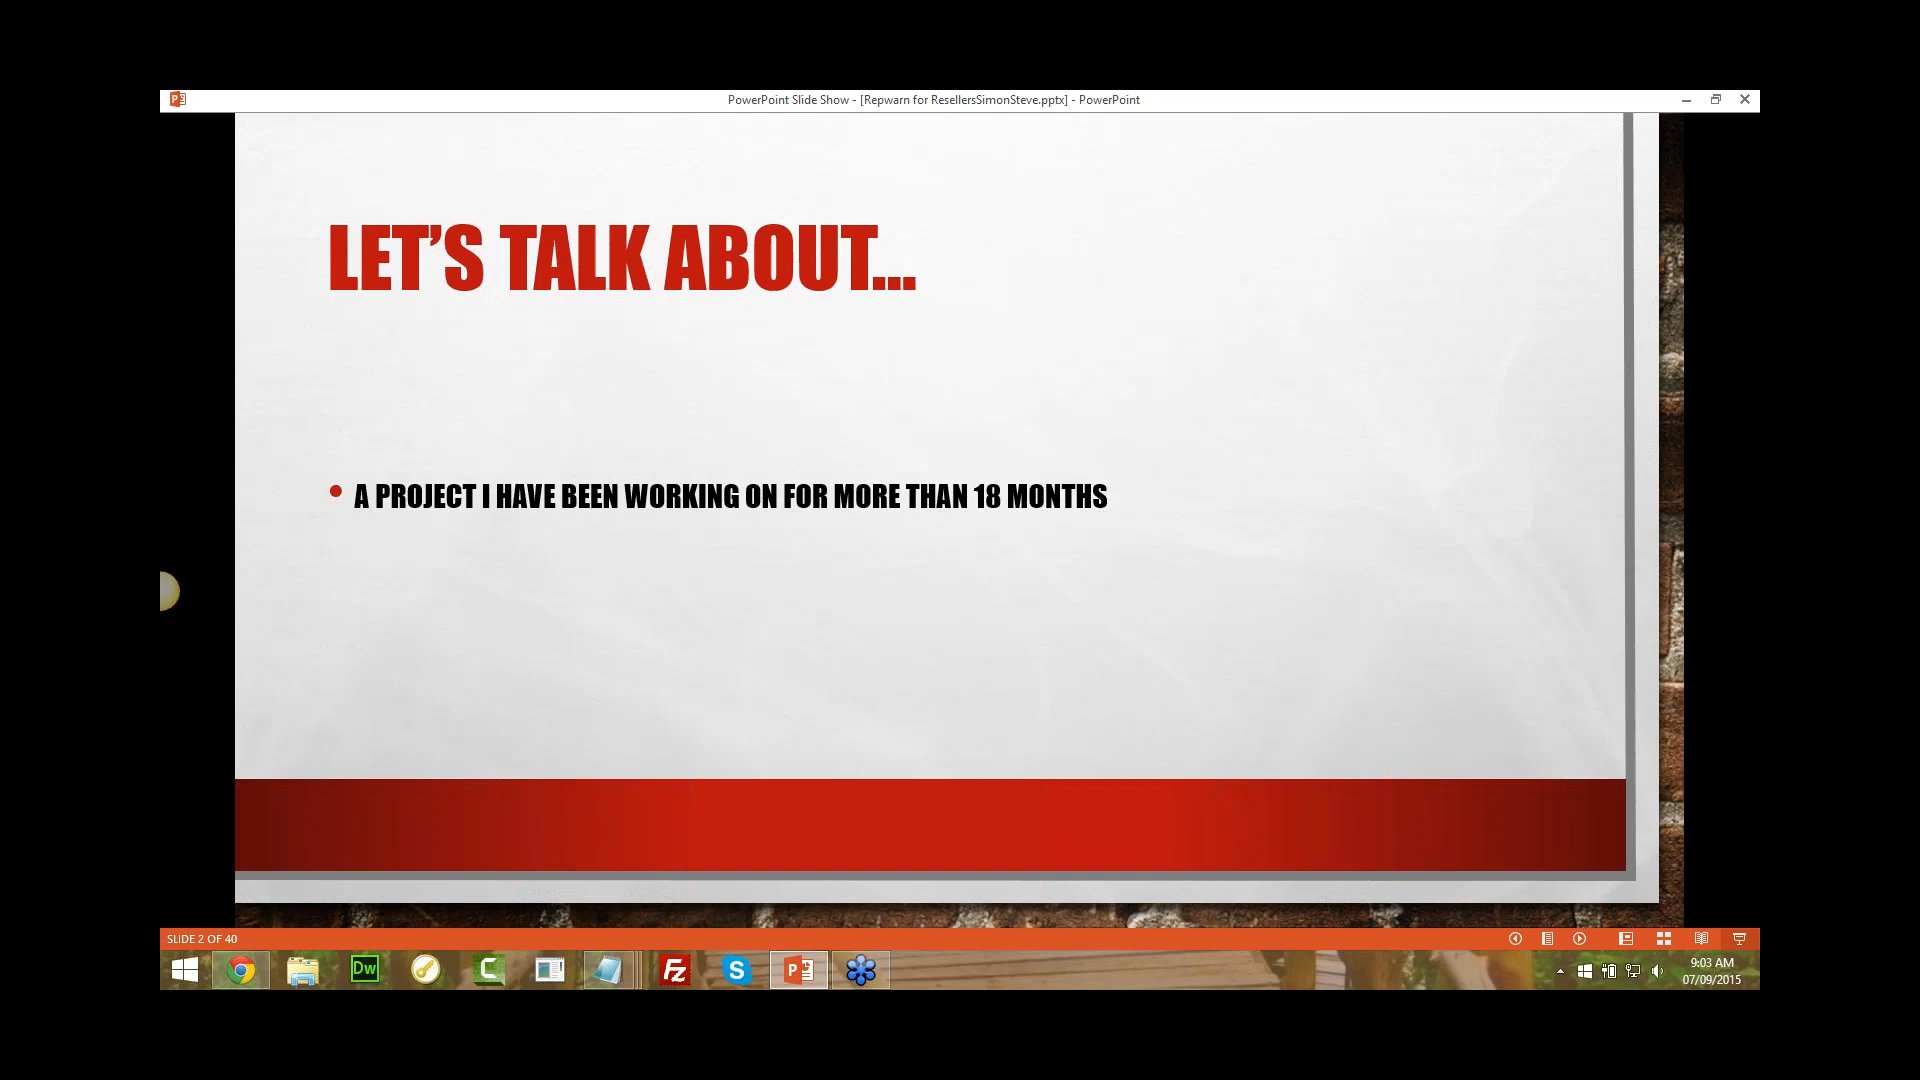 PowerPoint Slide Show - [Repwarn for ResellersSimonSteve.pptx] - PowerPoint
LET’S TALK ABOUT...
• A PROJECT I HAVE BEEN WORKING ON FOR MORE THAN 18 MONTHS
SLIDE 2 OF 40
Dw
9:03 AM
07/09/2015